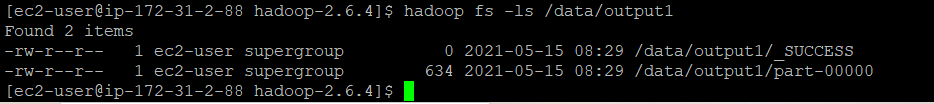 [ec2-user@ip-172-31-2-88 hadoop-2.6.4]$ hadoop fs -ls /data/output1
Found 2 items
-rw-r--r--   1 ec2-user supergroup          0 2021-05-15 08:29 /data/output1/_SUCCESS
-rw-r--r--   1 ec2-user supergroup        634 2021-05-15 08:29 /data/output1/part-00000
[ec2-user@ip-172-31-2-88 hadoop-2.6.4]$